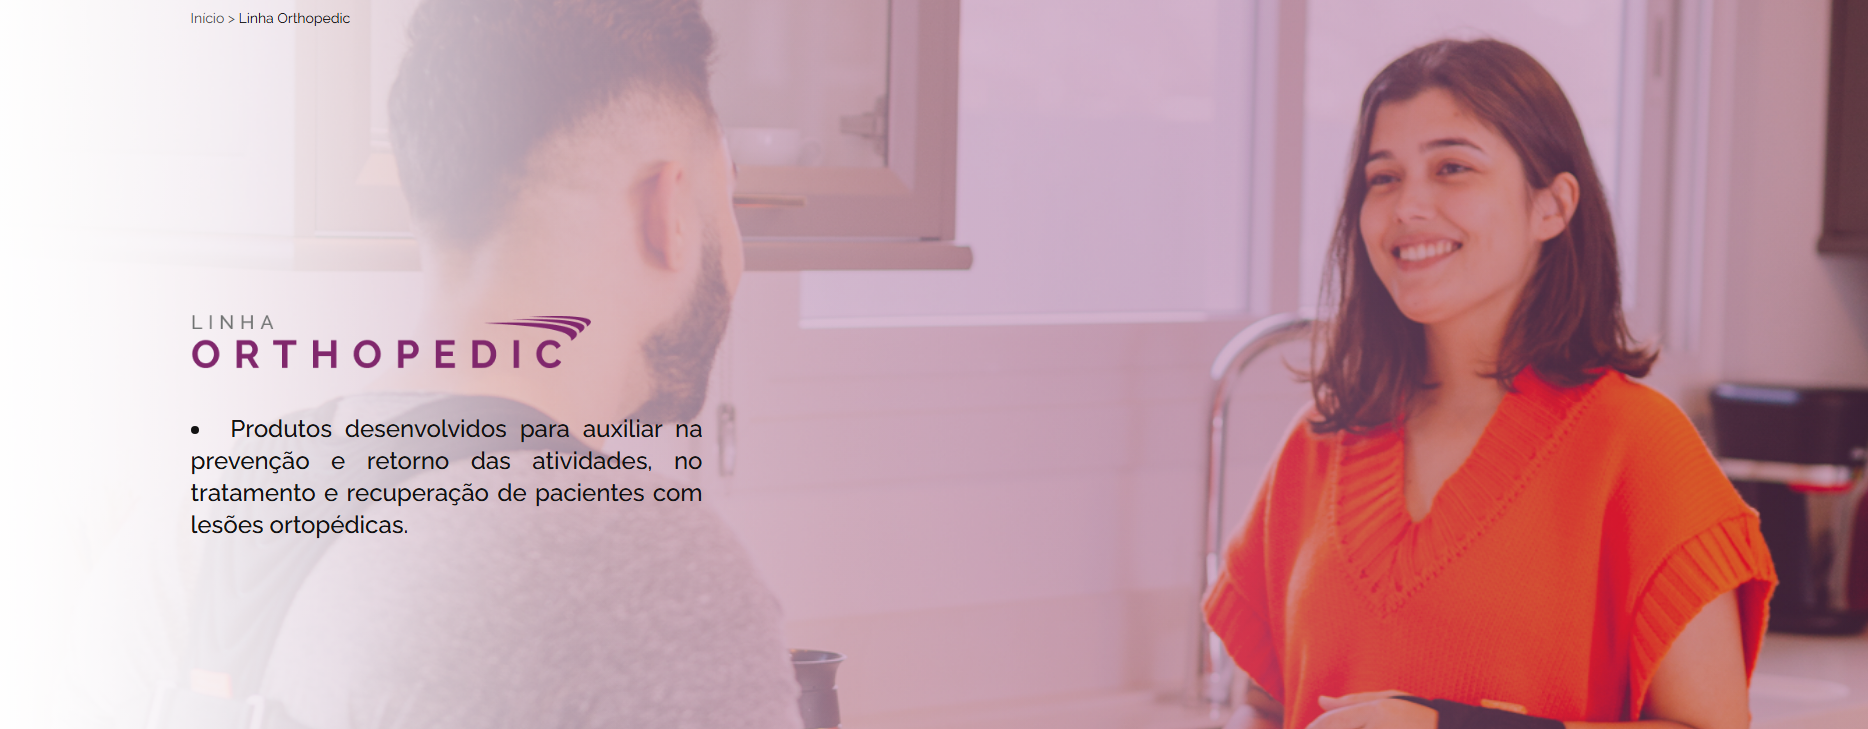 Início > Linha Orthopedic
LINHA
ORTHOPEDIC
• Produtos desenvolvidos para auxiliar na
prevenção e retorno das atividades, no
tratamento e recuperação de pacientes com
lesões ortopédicas.